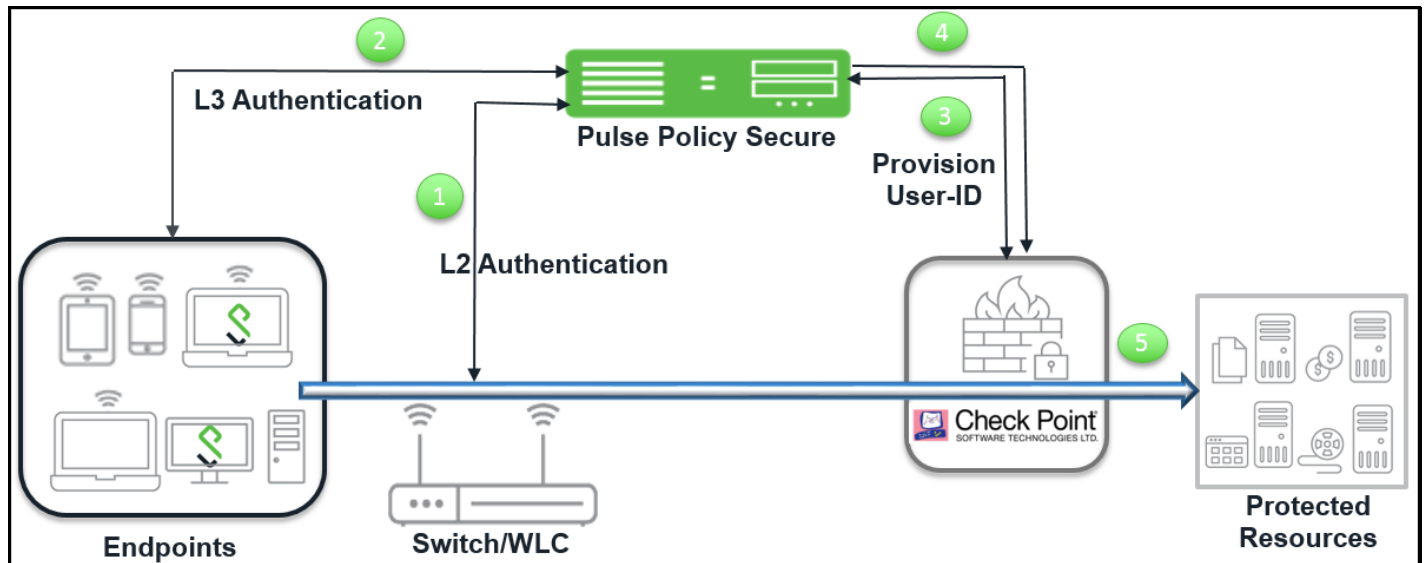 2
4
L3 Authentication
Pulse Policy Secure
3
Provision
User-ID
1
L2 Authentication
5
Check Point
SOFTWARE TECHNOLOGIES LTD.
Endpoints
Switch/WLC
Protected
Resources